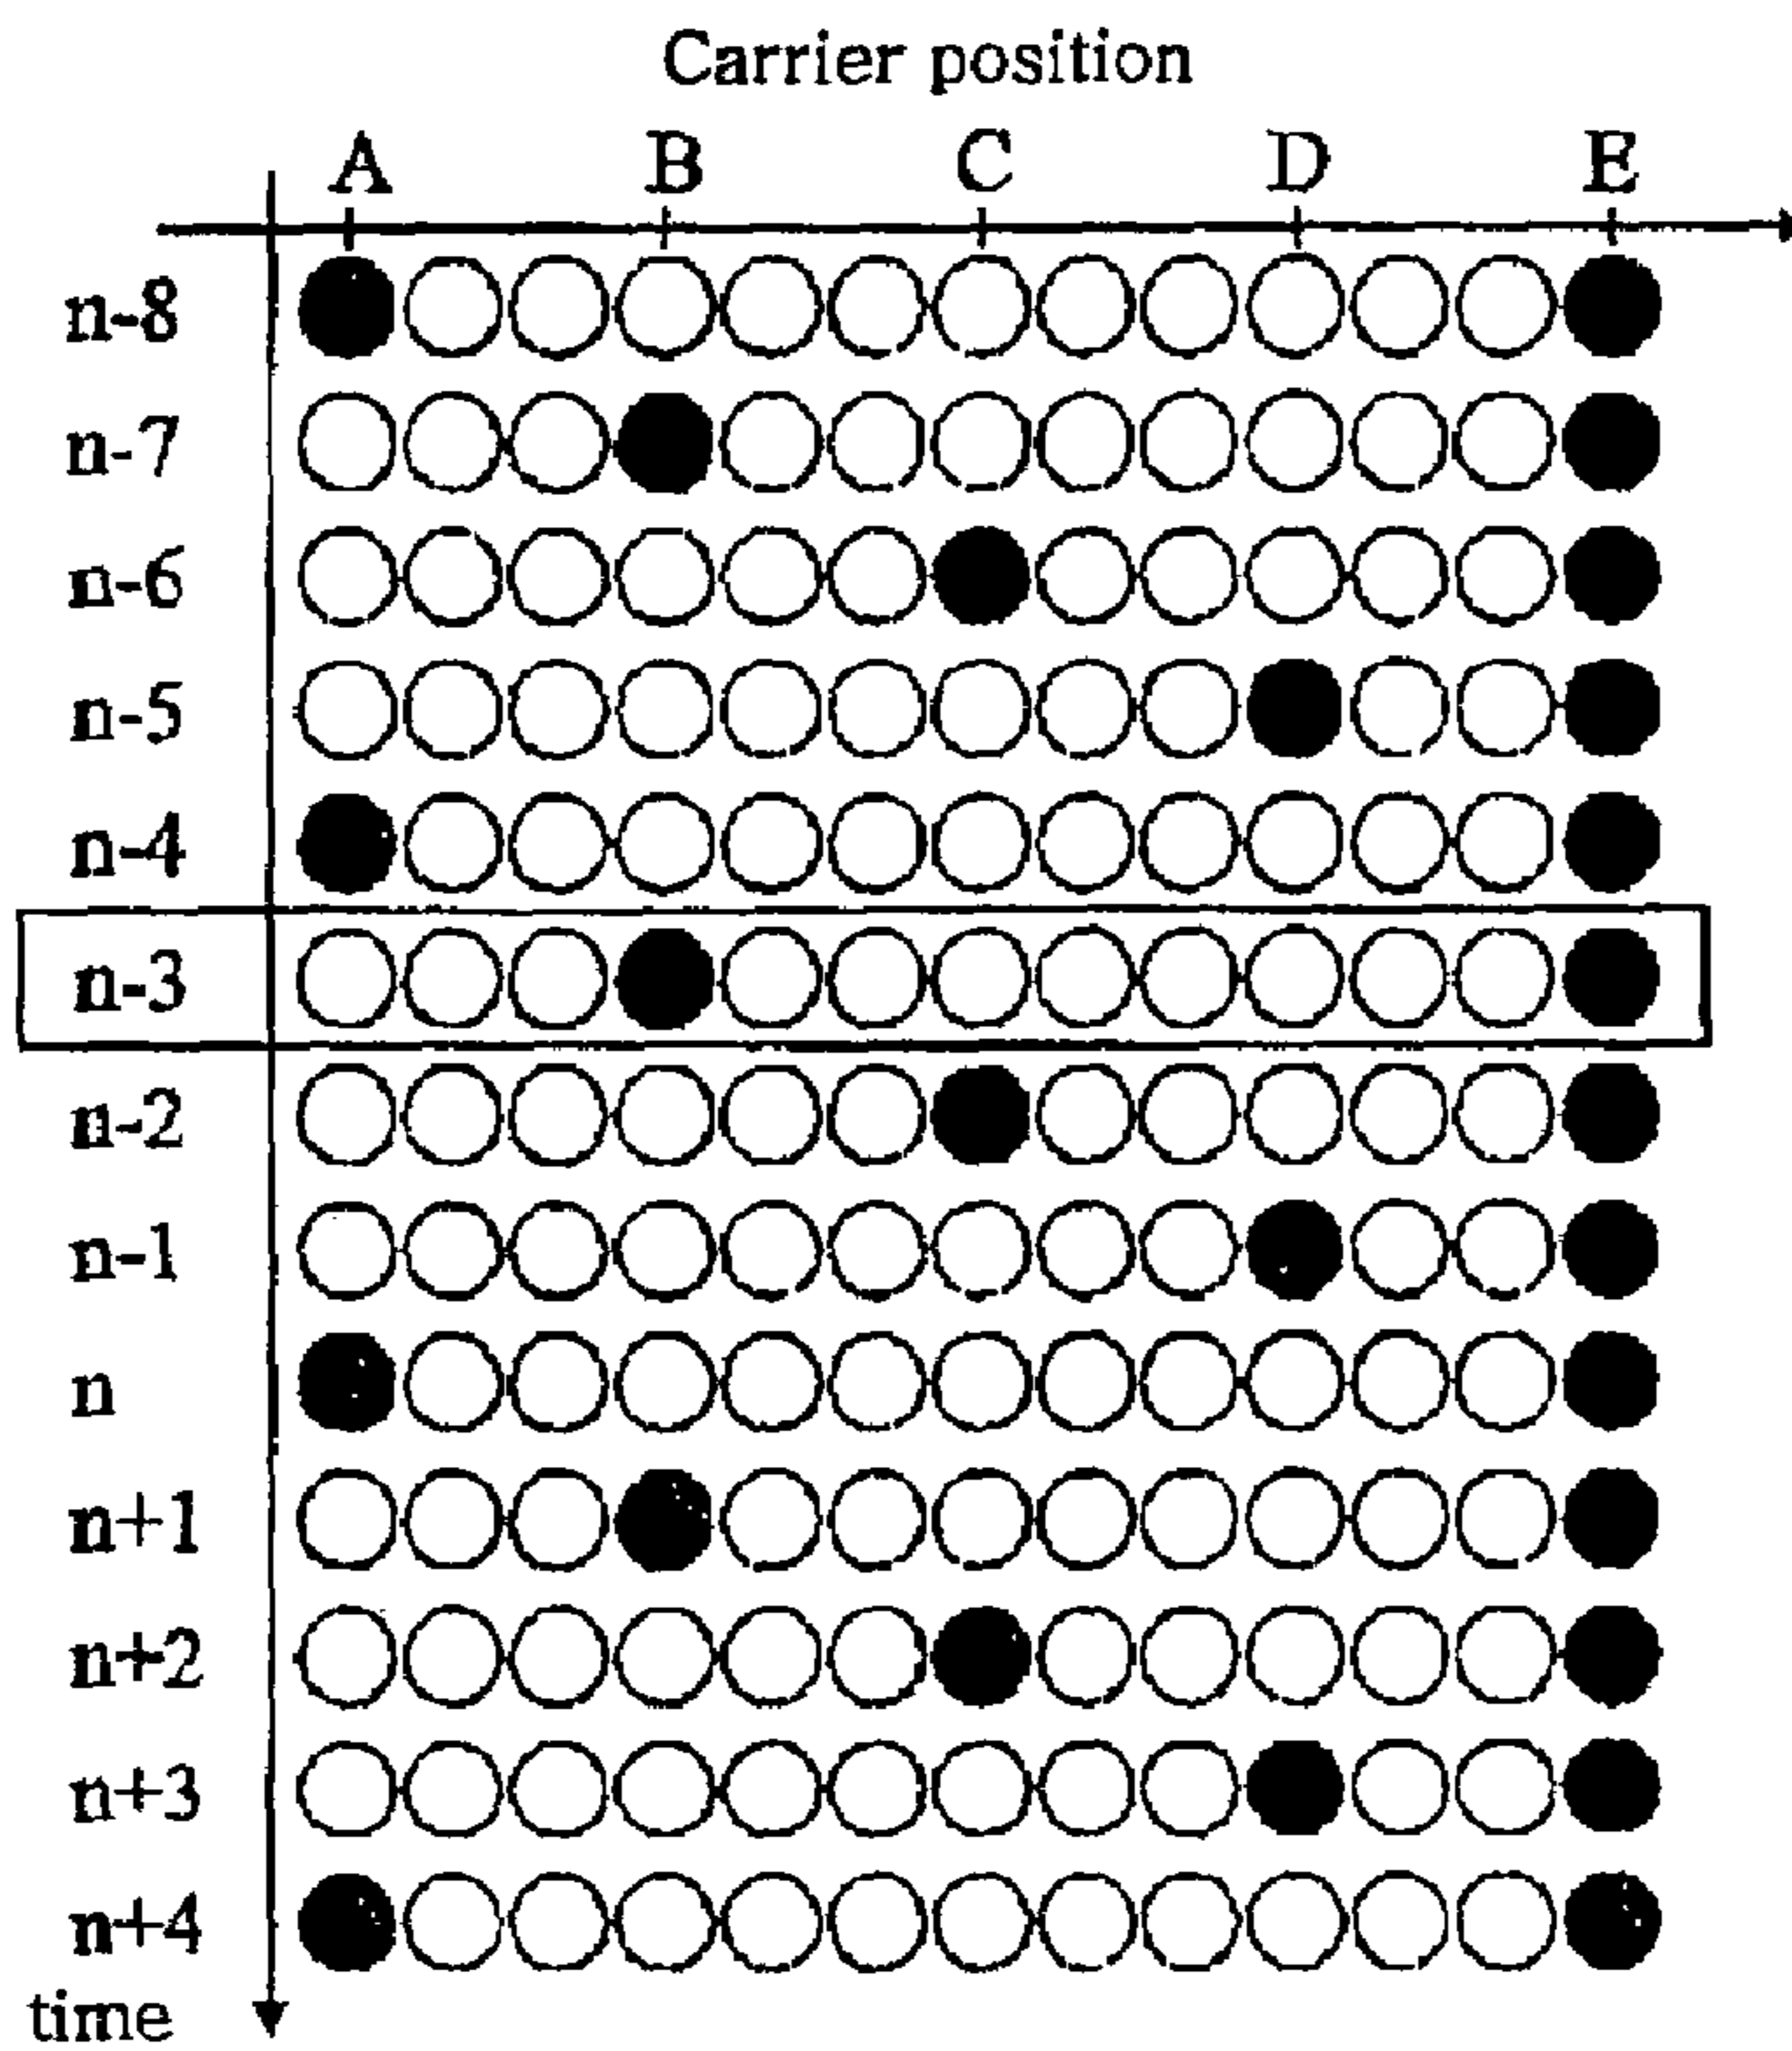 Carrier position
A B C D E
n-8
n-7
n-6
n-5
n-4
n-3
n-2
n-1
n
n+1
n+2
n+3
n+4
time